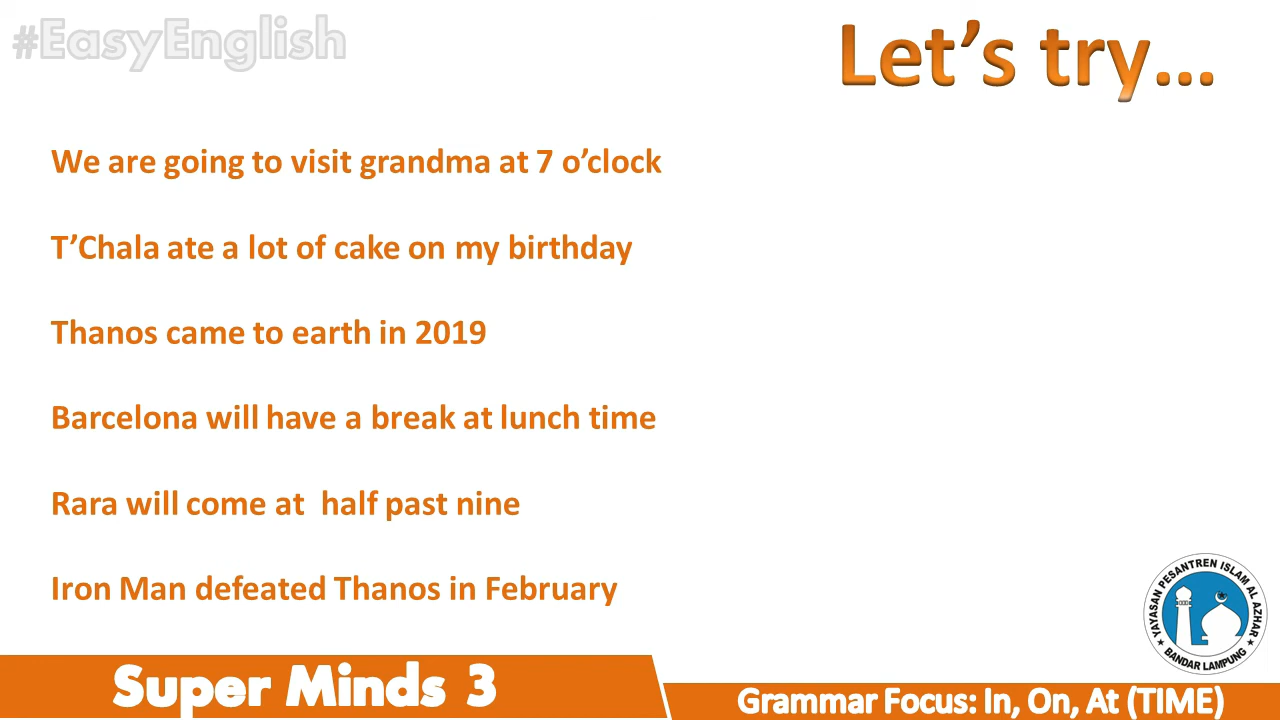 #EasyEnglish
Let’s try...
We are going to visit grandma at 7 o’clock
T’Chala ate a lot of cake on my birthday
Thanos came to earth in 2019
Barcelona will have a break at lunch time
Rara will come at  half past nine
Iron Man defeated Thanos in February
YAYASAN PESANTREN ISLAM AL AZHAR
★ BANDAR LAMPUNG ★
Super Minds 3
Grammar Focus: In, On, At (TIME)